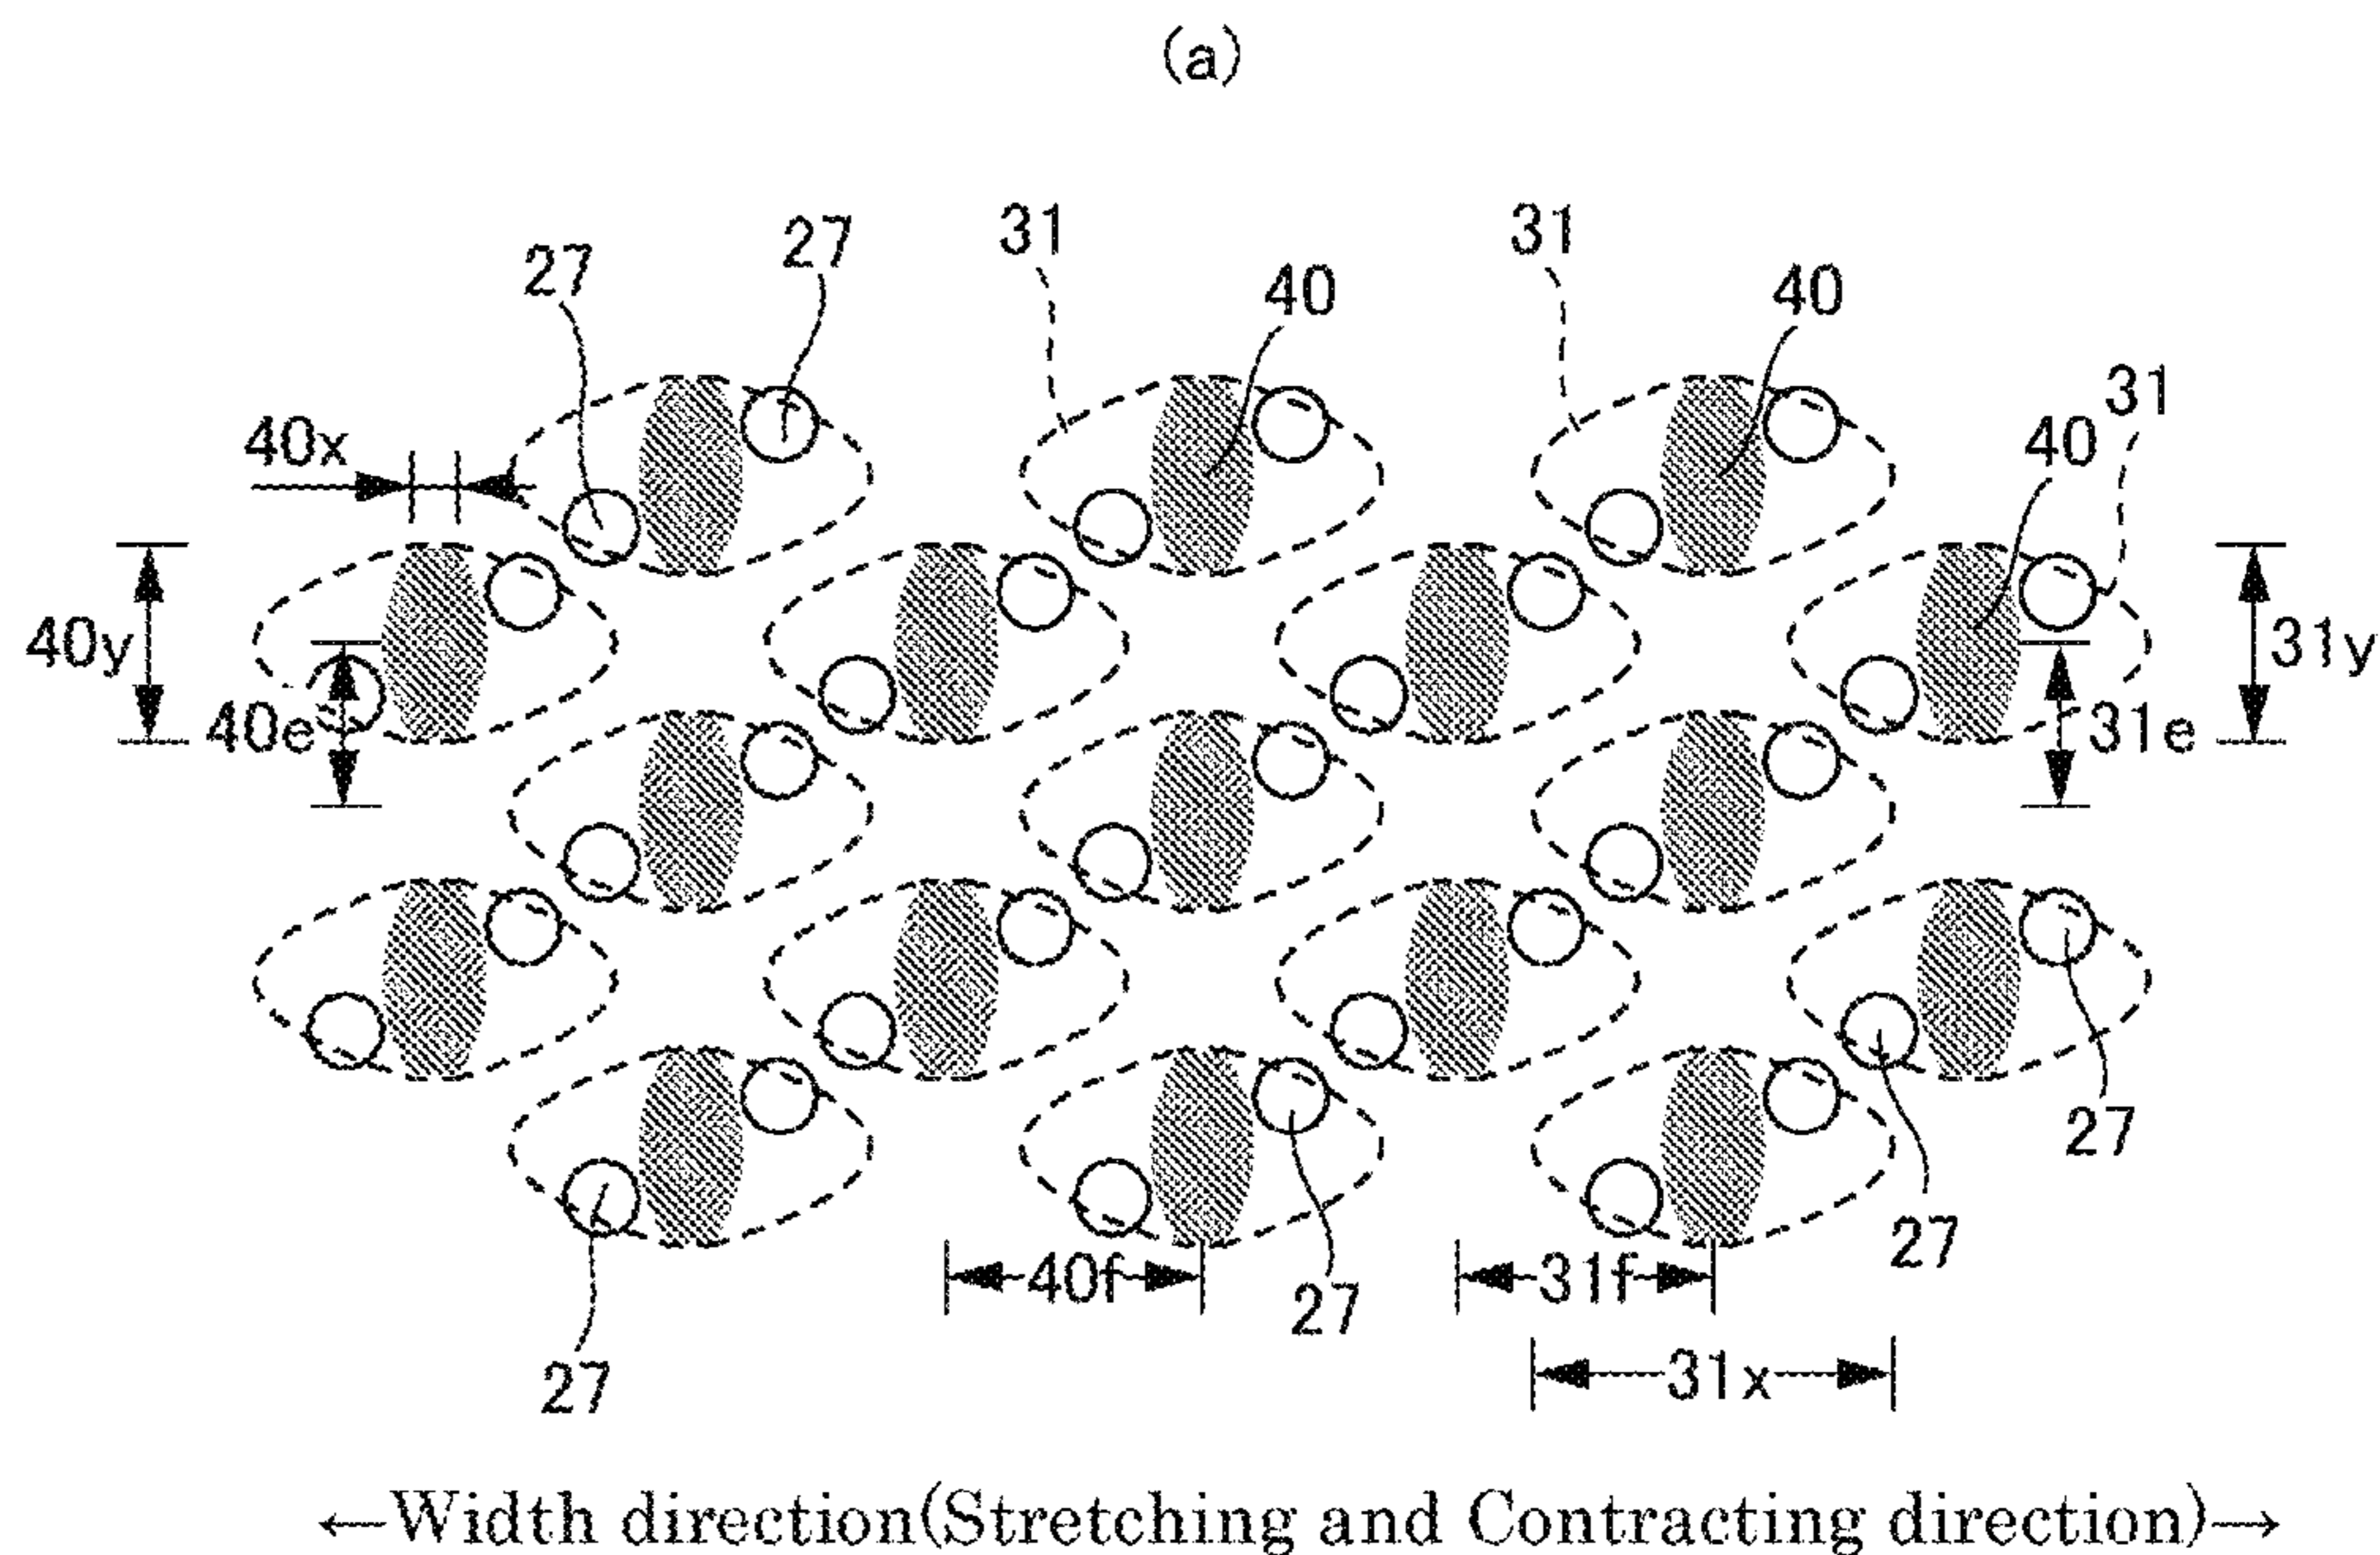 (a)
27 27 31 31
40 40
31
40x 40
40y 31y
40e 31e
27
27
40f 27 31f
31x
27
←Width direction(Stretching and Contracting direction)→